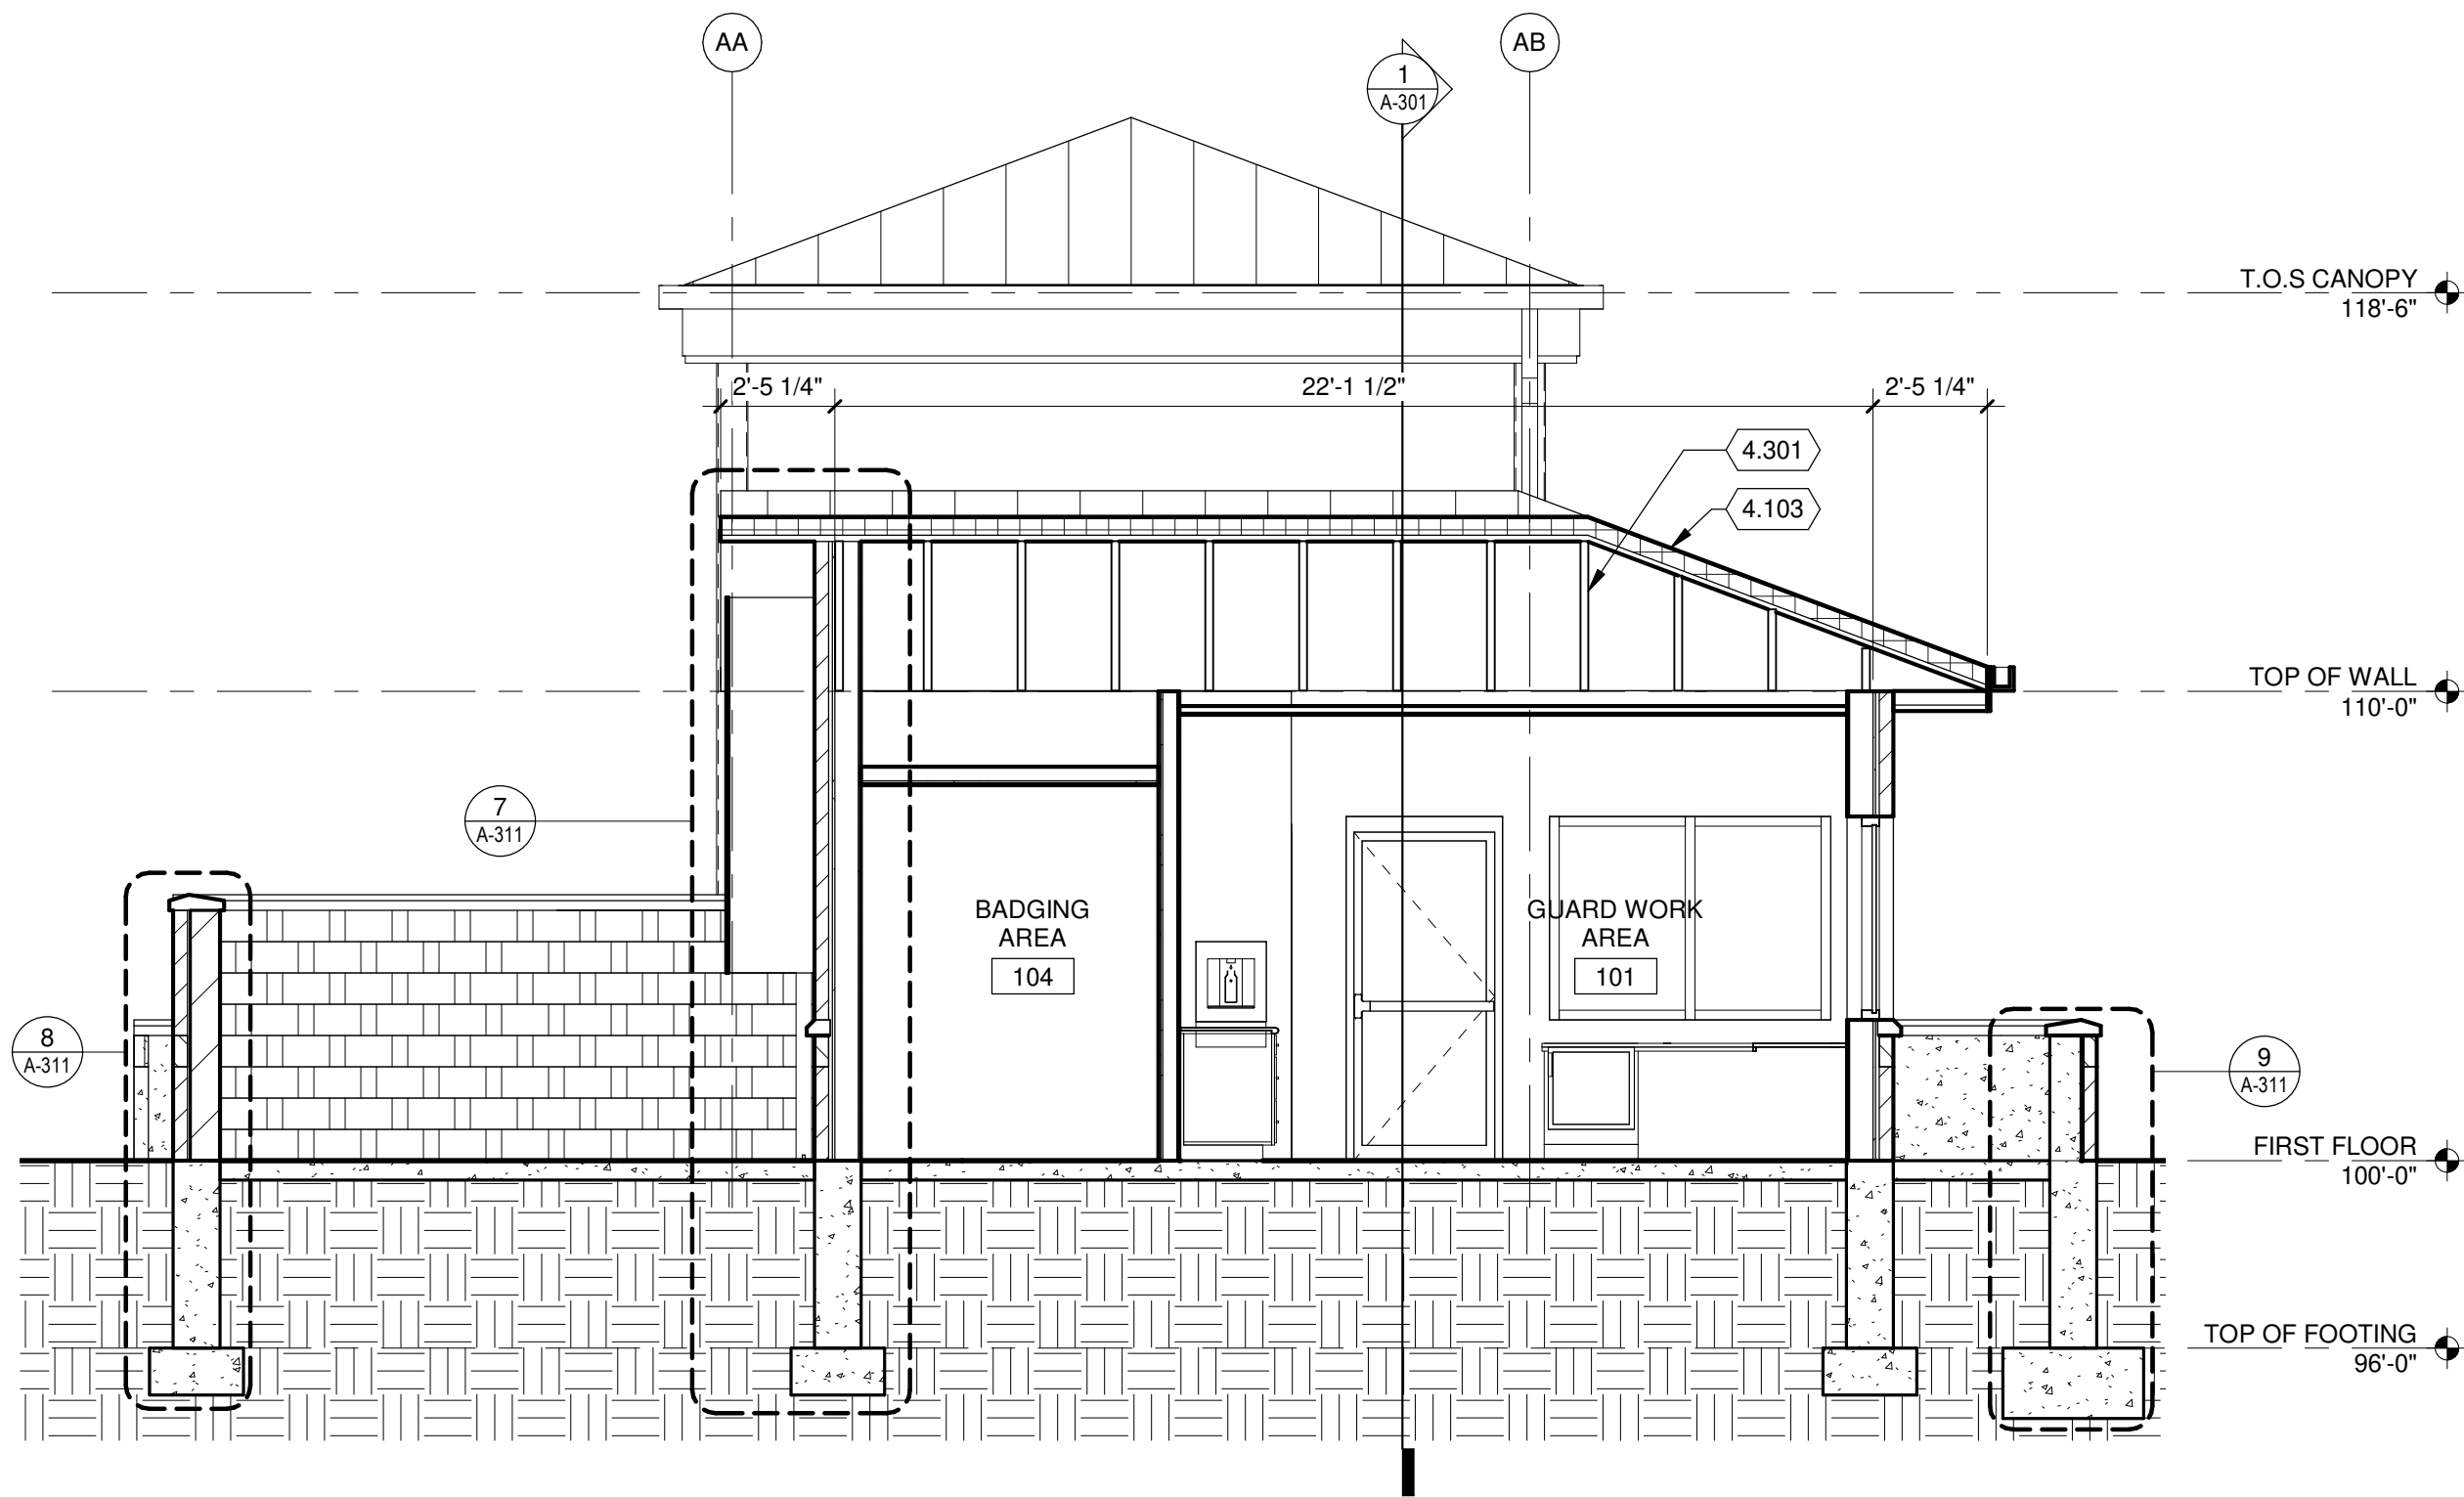 AA
AB
1
A-301
T.O.S CANOPY
118'-6"
2'-5 1/4"
22'-1 1/2"
2'-5 1/4"
4.301
4.103
TOP OF WALL
110'-0"
7
A-311
BADGING
AREA
104
GUARD WORK
AREA
101
8
A-311
9
A-311
FIRST FLOOR
100'-0"
TOP OF FOOTING
96'-0"